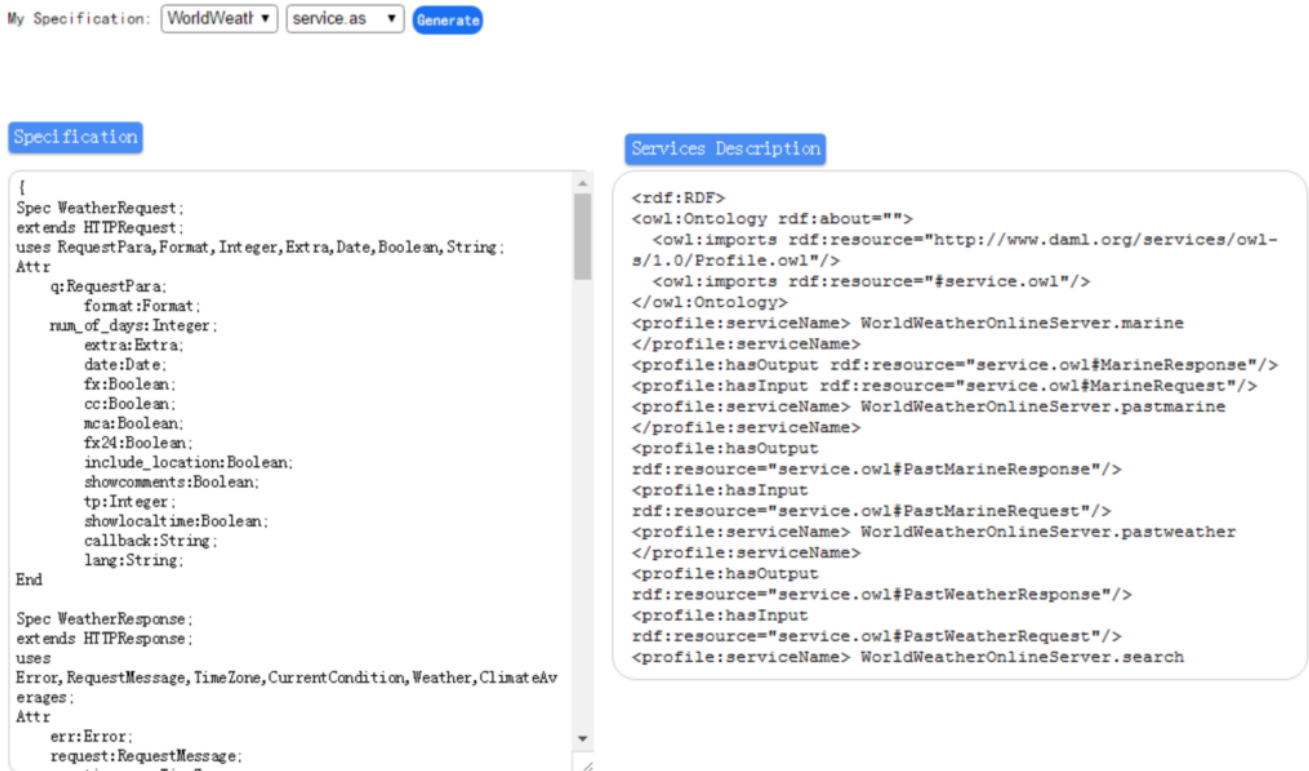 My Specification: WorldWeath service.as Generate
Specification
{
Spec WeatherRequest;
extends HTTPRequest;
uses RequestPara,Format,Integer,Extra,Date,Boolean,String;
Attr
q:RequestPara;
format:Format;
num_of_days:Integer;
extra:Extra;
date:Date;
fx:Boolean;
cc:Boolean;
mca:Boolean;
fx24:Boolean;
include_location:Boolean;
showcomments:Boolean;
tp:Integer;
showlocaltime:Boolean;
callback:String;
lang:String;
End
Spec WeatherResponse;
extends HTTPResponse;
uses
Error,RequestMessage,TimeZone,CurrentCondition,Weather,ClimateAv
erages;
Attr
err:Error;
request:RequestMessage;
Services Description
<rdf:RDF>
<owl:Ontology rdf:about="">
<owl:imports rdf:resource="http://www.daml.org/services/owl-
s/1.0/Profile.owl"/>
<owl:imports rdf:resource="#service.owl"/>
</owl:Ontology>
<profile:serviceName> WorldWeatherOnlineServer.marine
</profile:serviceName>
<profile:hasOutput rdf:resource="service.owl#MarineResponse"/>
<profile:hasInput rdf:resource="service.owl#MarineRequest"/>
<profile:serviceName> WorldWeatherOnlineServer.pastmarine
</profile:serviceName>
<profile:hasOutput
rdf:resource="service.owl#PastMarineResponse"/>
<profile:hasInput
rdf:resource="service.owl#PastMarineRequest"/>
<profile:serviceName> WorldWeatherOnlineServer.pastweather
</profile:serviceName>
<profile:hasOutput
rdf:resource="service.owl#PastWeatherResponse"/>
<profile:hasInput
rdf:resource="service.owl#PastWeatherRequest"/>
<profile:serviceName> WorldWeatherOnlineServer.search